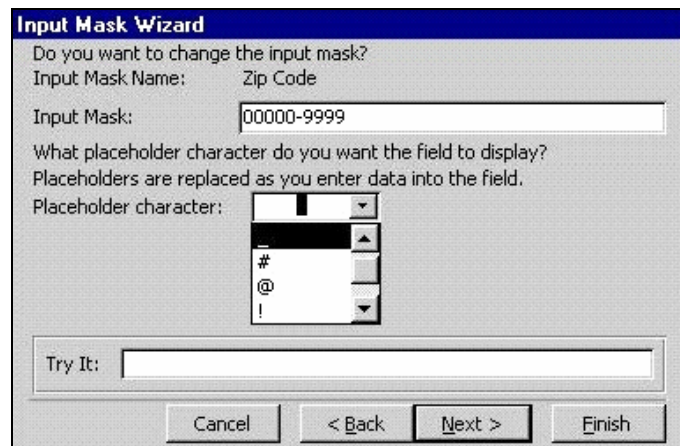 Input Mask Wizard
Do you want to change the input mask?
Input Mask Name: Zip Code
Input Mask: 00000-9999
What placeholder character do you want the field to display?
Placeholders are replaced as you enter data into the field.
Placeholder character:
_
#
@
!
Try It:
Cancel < Back Next > Finish